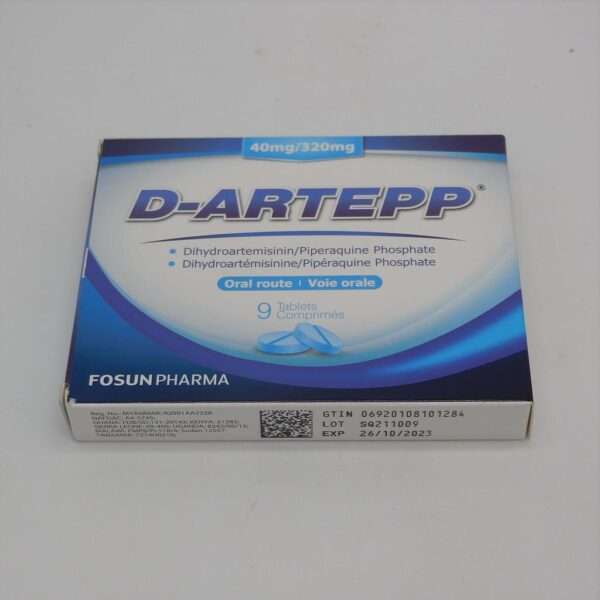 40mg/320mg
D-ARTEPP®
Dihydroartemisinin/Piperaquine Phosphate
Dihydroartémisinine/Pipéraquine Phosphate
Oral route | Voie orale
9 Tablets
Comprimés
FOSUN PHARMA
GTIN 06920108101284
LOT SQ211009
EXP 26/10/2023